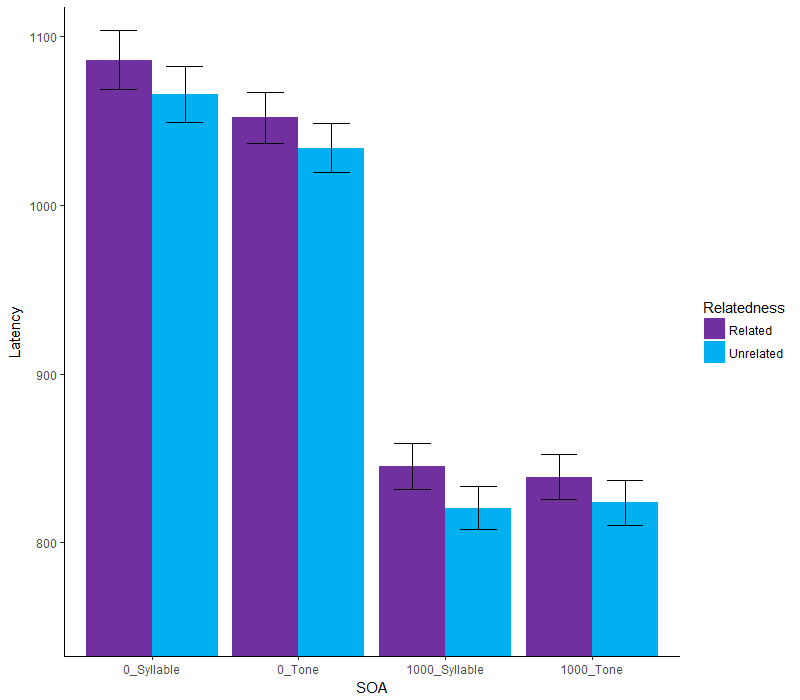 1100
1000
900
800
Latency
0_Syllable
0_Tone
1000_Syllable
1000_Tone
SOA
Relatedness
Related
Unrelated